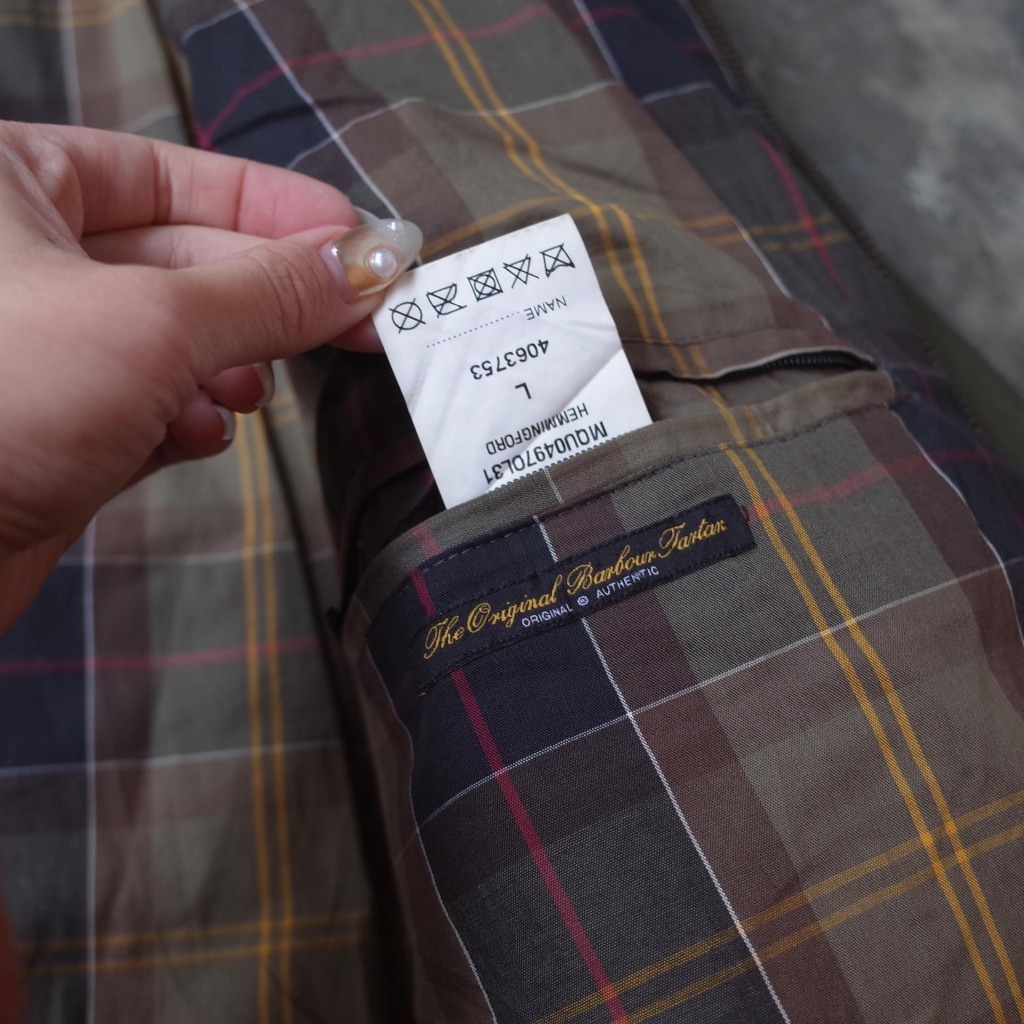 MQU0497OL31
HEMMINGFORD
L
4063753
NAME
The Original Barbour Tartan
ORIGINAL & AUTHENTIC